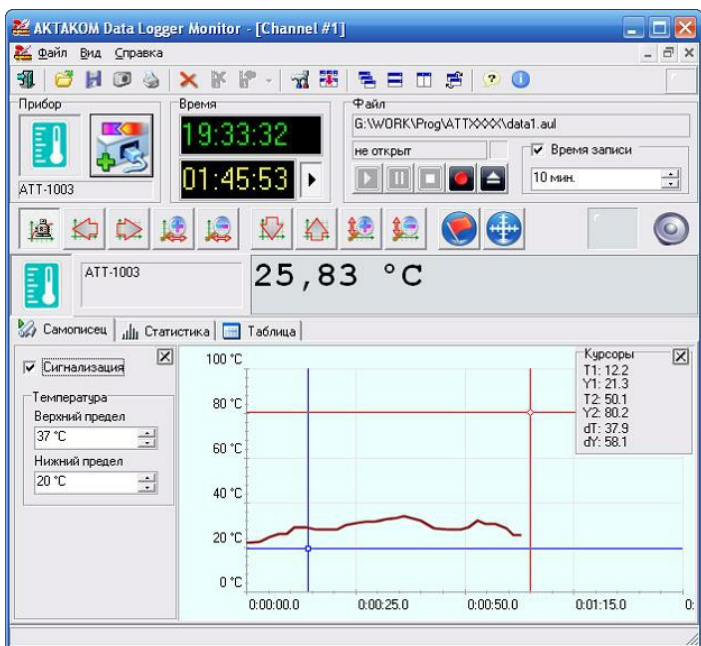 AKTAKOM Data Logger Monitor - [Channel #1]
Файл Вид Справка
Прибор
ATT-1003
Время
19:33:32
01:45:53
Файл
G:\WORK\Prog\ATTXXXX\data1.aul
не открыт
Время записи
10 мин.
ATT-1003
25,83 °C
Самописец
Статистика
Таблица
Сигнализация
Температура
Верхний предел
37 °C
Нижний предел
20 °C
100 °C
80 °C
60 °C
40 °C
20 °C
0 °C
0:00:00.0
0:00:25.0
0:00:50.0
0:01:15.0
0:
Курсоры
T1: 12.2
Y1: 21.3
T2: 50.1
Y2: 80.2
dT: 37.9
dY: 58.1